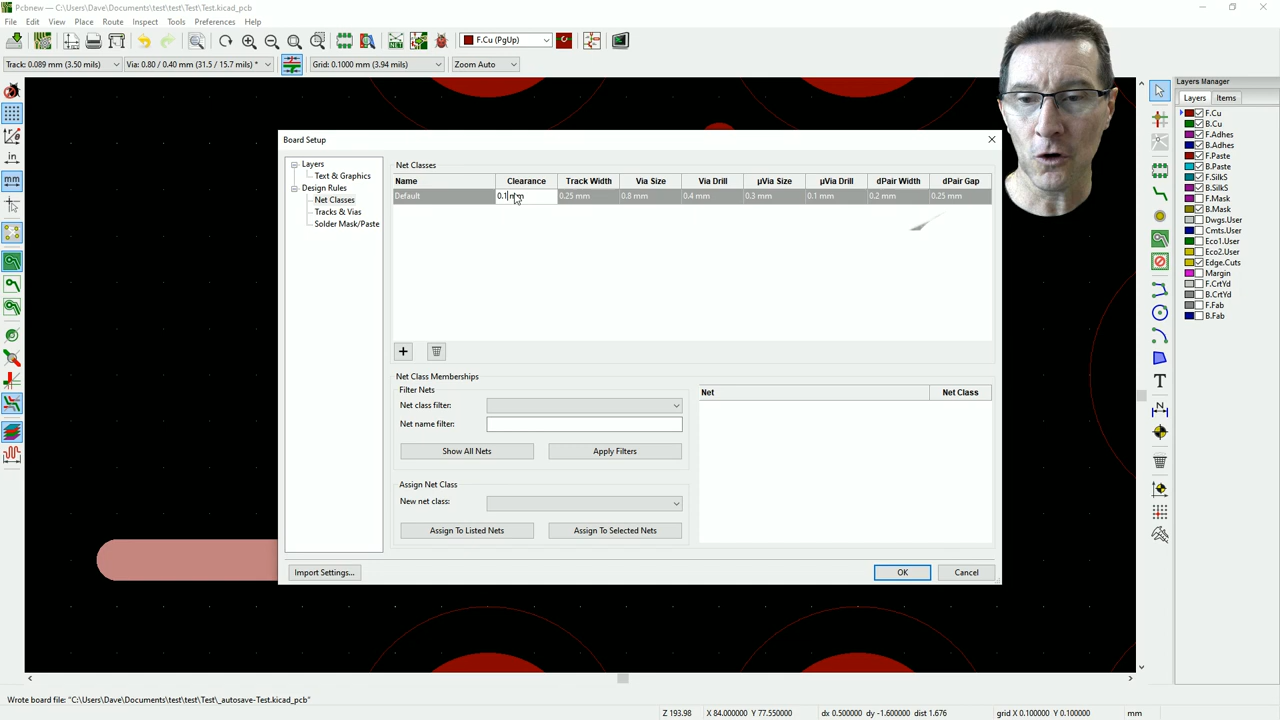 Pcbnew — C:\Users\Dave\Documents\test\test\Test.kicad_pcb
File Edit View Place Route Inspect Tools Preferences Help
F.Cu (PgUp)
Track: 0.089 mm (3.50 mils) Via: 0.80 / 0.40 mm (31.5 / 15.7 mils) * Grid: 0.1000 mm (3.94 mils) Zoom Auto
Layers Manager
Layers Items
F.Cu
B.Cu
F.Adhes
B.Adhes
F.Paste
B.Paste
F.SilkS
B.SilkS
F.Mask
B.Mask
Dwgs.User
Cmts.User
Eco1.User
Eco2.User
Edge.Cuts
Margin
F.CrtYd
B.CrtYd
F.Fab
B.Fab
in
mm
Board Setup
Layers
Text & Graphics
Design Rules
Net Classes
Tracks & Vias
Solder Mask/Paste
Net Classes
Name Clearance Track Width Via Size Via Drill µVia Size µVia Drill dPair Width dPair Gap
Default 0.1 mm 0.25 mm 0.8 mm 0.4 mm 0.3 mm 0.1 mm 0.2 mm 0.25 mm
Net Class Memberships
Filter Nets
Net class filter:
Net name filter:
Show All Nets Apply Filters
Assign Net Class
New net class:
Assign To Listed Nets Assign To Selected Nets
Net Net Class
Import Settings... OK Cancel
Wrote board file: "C:\Users\Dave\Documents\test\test\Test\_autosave-Test.kicad_pcb"
Z 193.98 X 84.000000 Y 77.550000 dx 0.500000 dy -1.600000 dist 1.676 grid X 0.100000 Y 0.100000 mm